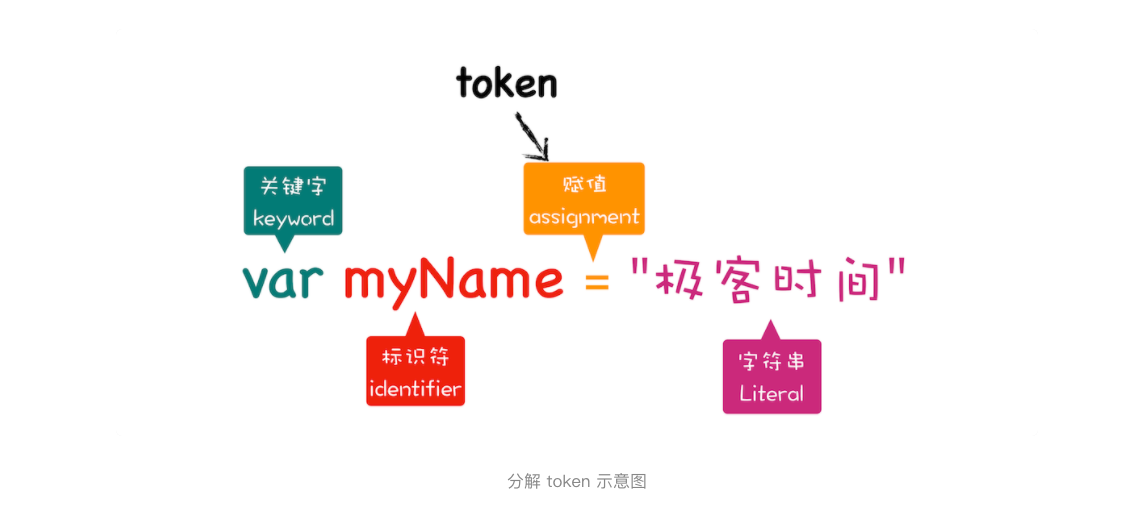 token
关键字
keyword
赋值
assignment
var myName = "极客时间"
标识符
identifier
字符串
Literal
分解 token 示意图